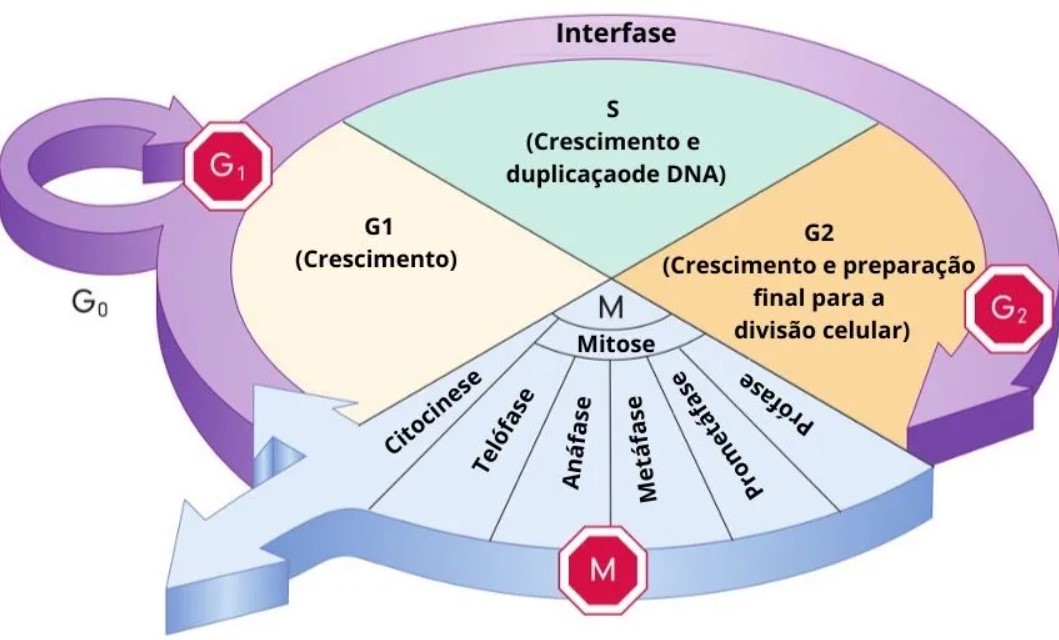 Interfase
S
(Crescimento e
duplicaçaode DNA)
G₁
G1
(Crescimento)
G₀
G2
(Crescimento e preparação
final para a
divisão celular)
G₂
M
Mitose
Citocinese
Telófase
Anáfase
Metáfase
Prometáfase
Prófase
M